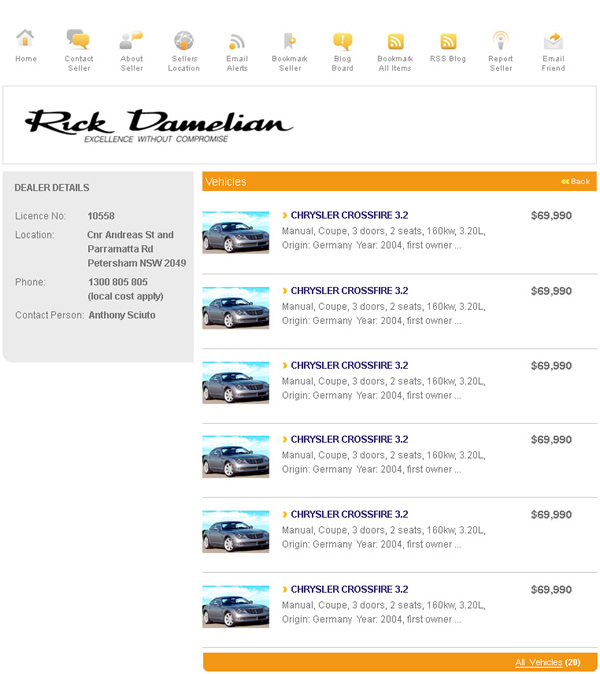 Home
Contact Seller
About Seller
Sellers Location
Email Alerts
Bookmark Seller
Blog Board
Bookmark All Items
RSS Blog
Report Seller
Email Friend
Rick Damelian
EXCELLENCE WITHOUT COMPROMISE
DEALER DETAILS
Licence No: 10558
Location: Cnr Andreas St and
Parramatta Rd
Petersham NSW 2049
Phone: 1300 805 805
(local cost apply)
Contact Person: Anthony Sciuto
Vehicles Back
CHRYSLER CROSSFIRE 3.2 $69,990
Manual, Coupe, 3 doors, 2 seats, 160kw, 3.20L,
Origin: Germany Year: 2004, first owner ...
CHRYSLER CROSSFIRE 3.2 $69,990
Manual, Coupe, 3 doors, 2 seats, 160kw, 3.20L,
Origin: Germany Year: 2004, first owner ...
CHRYSLER CROSSFIRE 3.2 $69,990
Manual, Coupe, 3 doors, 2 seats, 160kw, 3.20L,
Origin: Germany Year: 2004, first owner ...
CHRYSLER CROSSFIRE 3.2 $69,990
Manual, Coupe, 3 doors, 2 seats, 160kw, 3.20L,
Origin: Germany Year: 2004, first owner ...
CHRYSLER CROSSFIRE 3.2 $69,990
Manual, Coupe, 3 doors, 2 seats, 160kw, 3.20L,
Origin: Germany Year: 2004, first owner ...
CHRYSLER CROSSFIRE 3.2 $69,990
Manual, Coupe, 3 doors, 2 seats, 160kw, 3.20L,
Origin: Germany Year: 2004, first owner ...
All Vehicles (20)